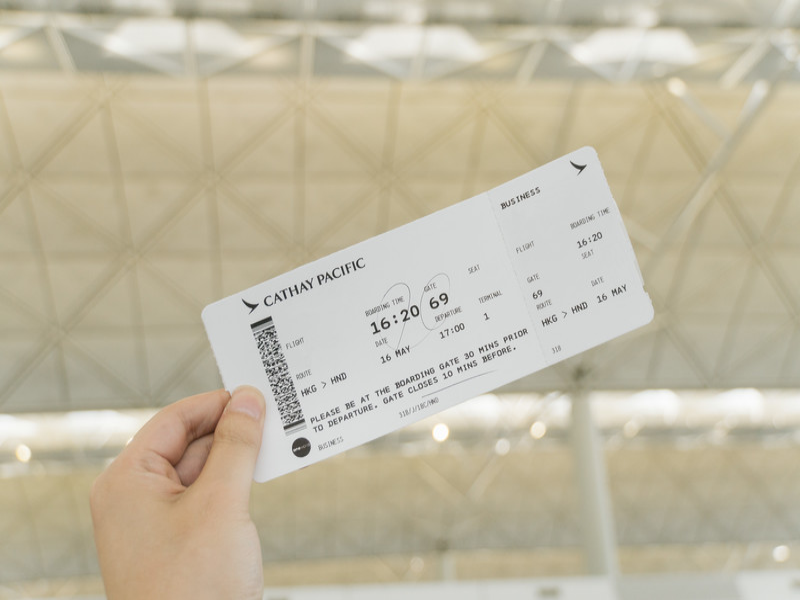 CATHAY PACIFIC
BOARDING TIME GATE SEAT
16:20 69
FLIGHT DATE DEPARTURE TERMINAL
16 MAY 17:00 1
ROUTE
HKG > HND
PLEASE BE AT THE BOARDING GATE 30 MINS PRIOR
TO DEPARTURE. GATE CLOSES 10 MINS BEFORE.
BUSINESS
BUSINESS
BOARDING TIME
FLIGHT 16:20
SEAT
GATE
69 DATE
ROUTE
HKG > HND 16 MAY